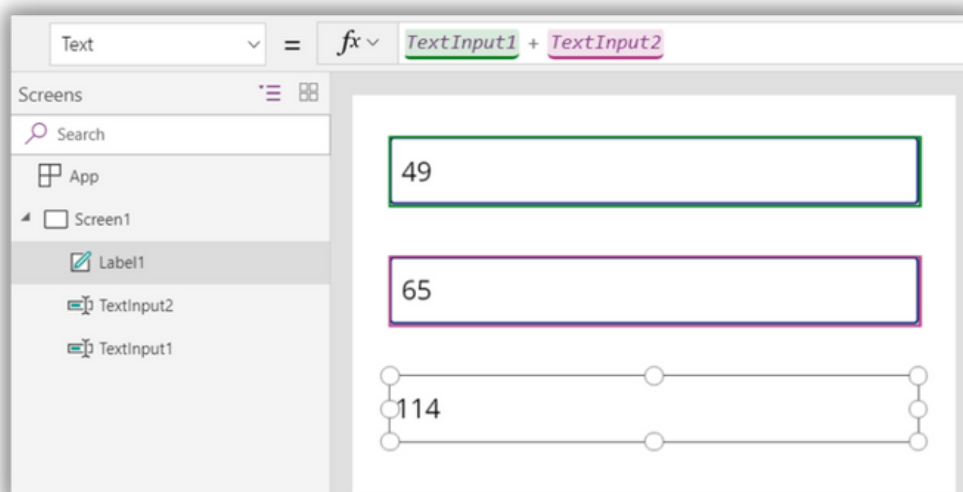 Text = fx TextInput1 + TextInput2
Screens
Search
App
Screen1
Label1
TextInput2
TextInput1
49
65
114